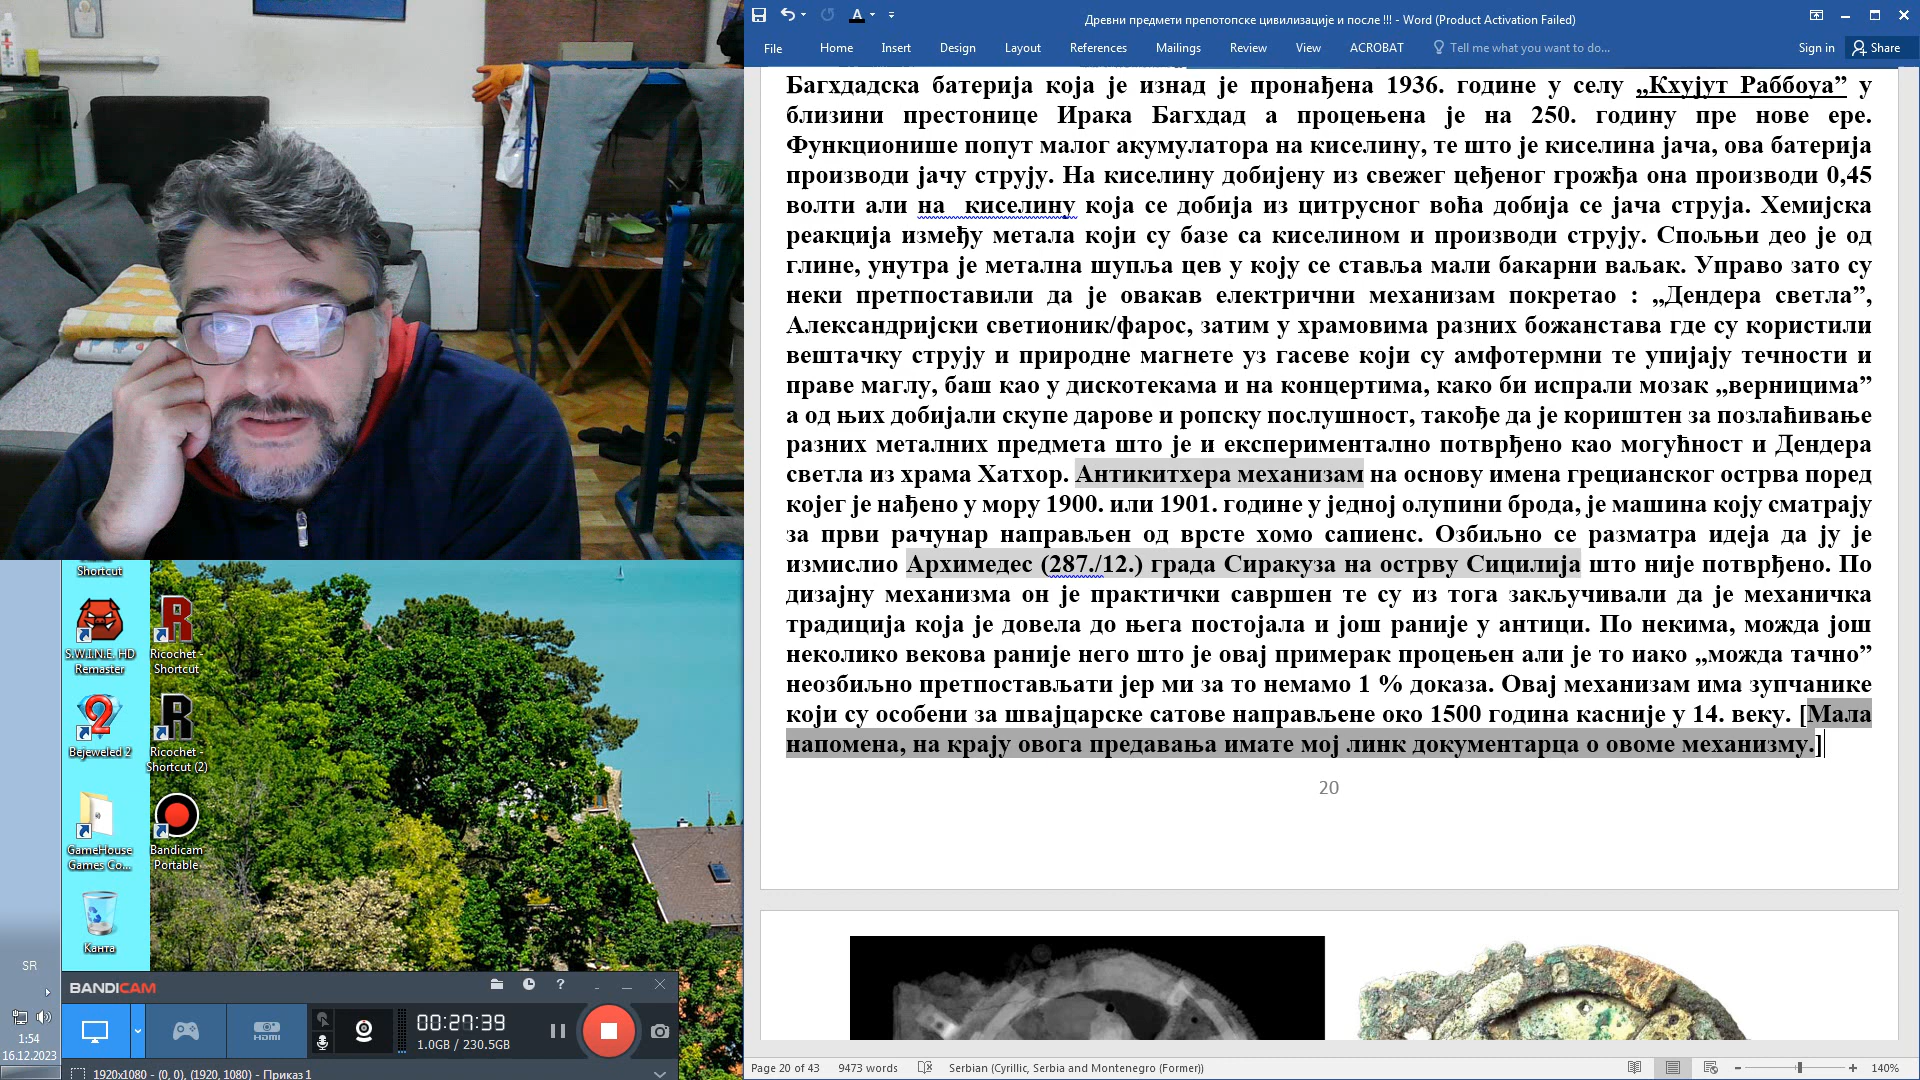 Древни предмети препотопске цивилизације и после !!! - Word (Product Activation Failed)
File Home Insert Design Layout References Mailings Review View ACROBAT Tell me what you want to do... Sign in Share
Багхдадска батерија која је изнад је пронађена 1936. године у селу „Кхујут Раббоуа” у
близини престонице Ирака Багхдад а процењена је на 250. годину пре нове ере.
Функционише попут малог акумулатора на киселину, те што је киселина јача, ова батерија
производи јачу струју. На киселину добијену из свежег цеђеног грожђа она производи 0,45
волти али на киселину која се добија из цитрусног воћа добија се јача струја. Хемијска
реакција између метала који су базе са киселином и производи струју. Спољњи део је од
глине, унутра је метална шупља цев у коју се ставља мали бакарни ваљак. Управо зато су
неки претпоставили да је овакав електрични механизам покретао : „Дендера светла”,
Александријски светионик/фарос, затим у храмовима разних божанстава где су користили
вештачку струју и природне магнете уз гасеве који су амфотермни те упијају течности и
праве маглу, баш као у дискотекама и на концертима, како би испрали мозак „верницима”
а од њих добијали скупе дарове и ропску послушност, такође да је кориштен за позлаћивање
разних металних предмета што је и експериментално потврђено као могућност и Дендера
светла из храма Хатхор. Антикитхера механизам на основу имена грецианског острва поред
којег је нађено у мору 1900. или 1901. године у једној олупини брода, је машина коју сматрају
за први рачунар направљен од врсте хомо сапиенс. Озбиљно се разматра идеја да ју је
измислио Архимедес (287./12.) града Сиракуза на острву Сицилија што није потврђено. По
дизајну механизма он је практички савршен те су из тога закључивали да је механичка
традиција која је довела до њега постојала и још раније у антици. По некима, можда још
неколико векова раније него што је овај примерак процењен али је то иако „можда тачно”
неозбиљно претпостављати јер ми за то немамо 1 % доказа. Овај механизам има зупчанике
који су особени за швајцарске сатове направљене око 1500 година касније у 14. веку. [Мала
напомена, на крају овога предавања имате мој линк документарца о овоме механизму.]
20
Page 20 of 43 9473 words Serbian (Cyrillic, Serbia and Montenegro (Former)) 140%
Shortcut
S.W.I.N.E. HD
Remaster
Ricochet -
Shortcut
Bejeweled 2
Ricochet -
Shortcut (2)
GameHouse
Games Co...
Bandicam
Portable
Канта
SR
1:54
16.12.2023
BANDICAM
HDMI
00:27:39
1.0GB / 230.5GB
1920x1080 - (0, 0), (1920, 1080) - Приказ 1